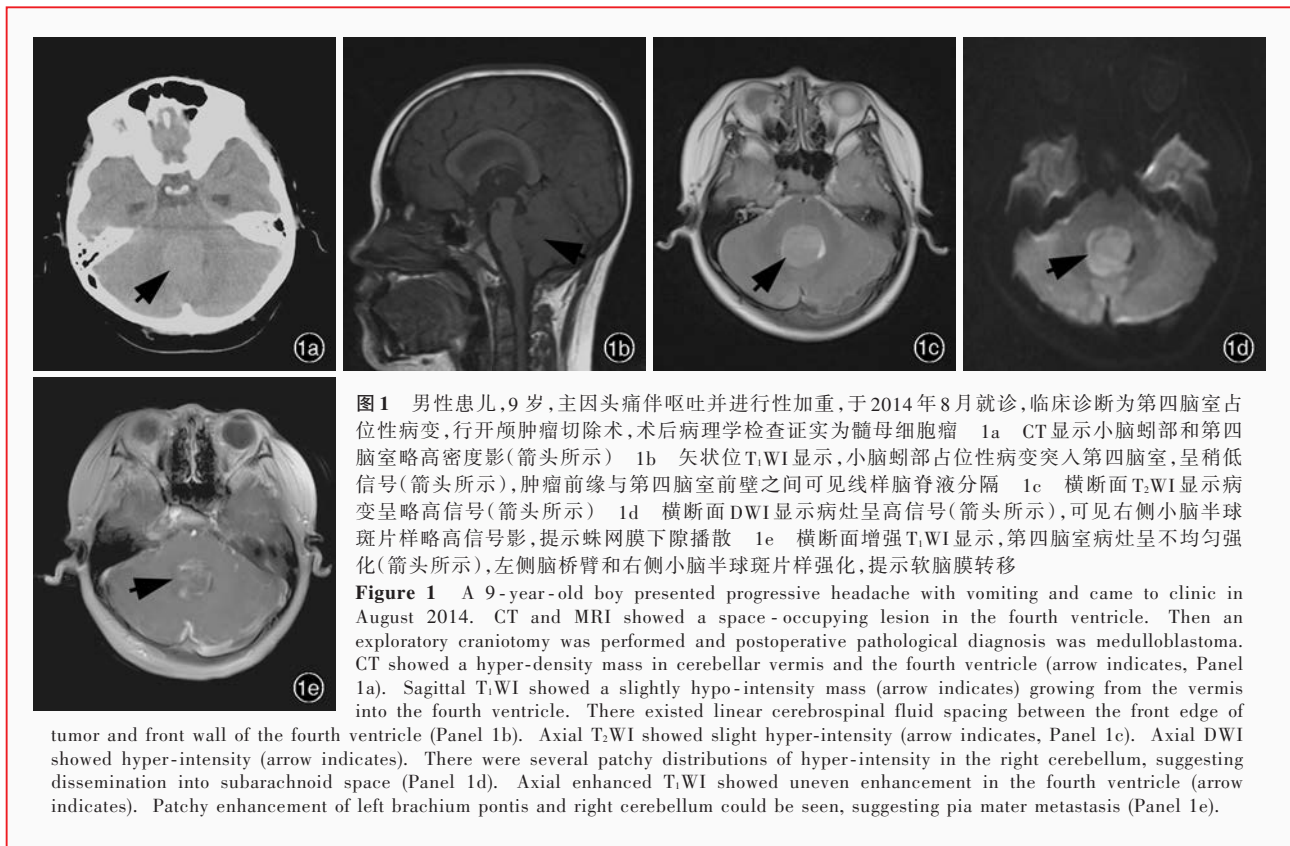 1a
1b
1c
1d
1e
图1 男性患儿,9 岁,主因头痛伴呕吐并进行性加重,于2014年8月就诊,临床诊断为第四脑室占
位性病变,行开颅肿瘤切除术,术后病理学检查证实为髓母细胞瘤 1a CT显示小脑蚓部和第四
脑室略高密度影(箭头所示) 1b 矢状位T₁WI显示,小脑蚓部占位性病变突入第四脑室,呈稍低
信号(箭头所示),肿瘤前缘与第四脑室前壁之间可见线样脑脊液分隔 1c 横断面T₂WI显示病
变呈略高信号(箭头所示) 1d 横断面DWI显示病灶呈高信号(箭头所示),可见右侧小脑半球
斑片样略高信号影,提示蛛网膜下隙播散 1e 横断面增强T₁WI显示,第四脑室病灶呈不均匀强
化(箭头所示),左侧脑桥臂和右侧小脑半球斑片样强化,提示软脑膜转移
Figure 1 A 9-year-old boy presented progressive headache with vomiting and came to clinic in
August 2014. CT and MRI showed a space-occupying lesion in the fourth ventricle. Then an
exploratory craniotomy was performed and postoperative pathological diagnosis was medulloblastoma.
CT showed a hyper-density mass in cerebellar vermis and the fourth ventricle (arrow indicates, Panel
1a). Sagittal T₁WI showed a slightly hypo-intensity mass (arrow indicates) growing from the vermis
into the fourth ventricle. There existed linear cerebrospinal fluid spacing between the front edge of
tumor and front wall of the fourth ventricle (Panel 1b). Axial T₂WI showed slight hyper-intensity (arrow indicates, Panel 1c). Axial DWI
showed hyper-intensity (arrow indicates). There were several patchy distributions of hyper-intensity in the right cerebellum, suggesting
dissemination into subarachnoid space (Panel 1d). Axial enhanced T₁WI showed uneven enhancement in the fourth ventricle (arrow
indicates). Patchy enhancement of left brachium pontis and right cerebellum could be seen, suggesting pia mater metastasis (Panel 1e).